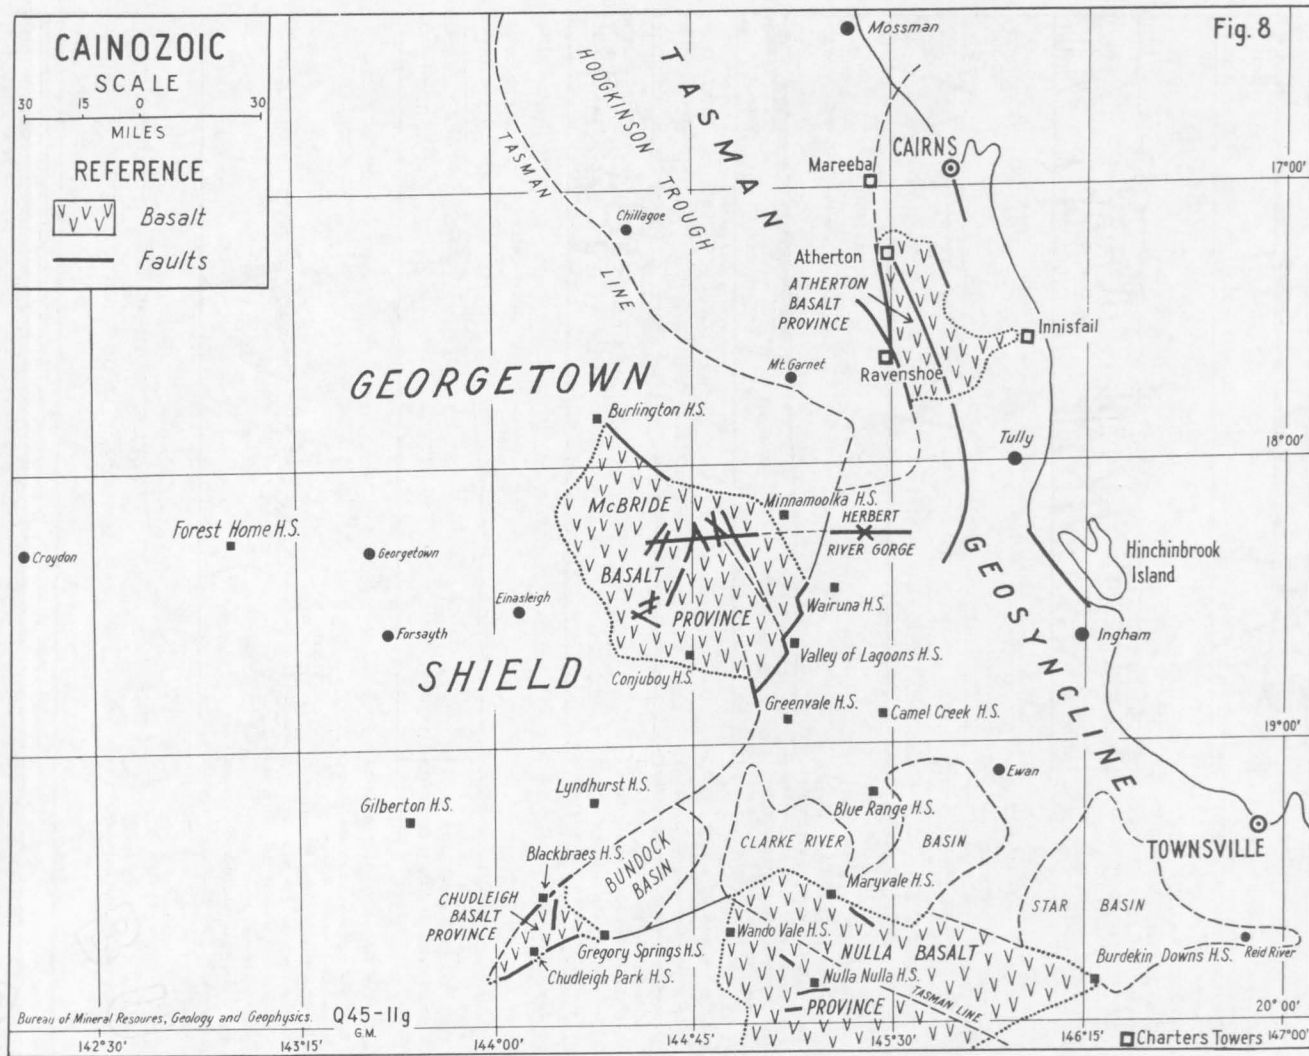 Fig. 8
CAINOZOIC
SCALE
30 15 0 30
MILES
REFERENCE
Basalt
Faults
Mossman
TASMAN
HODGKINSON TROUGH
TASMAN LINE
CAIRNS
Mareeba
17°00'
Chillagoe
Atherton
ATHERTON
BASALT
PROVINCE
Innisfail
Ravenshoe
Mt. Garnet
GEORGETOWN
Burlington H.S.
Tully
18°00'
McBRIDE
Minnamoolka H.S.
HERBERT
RIVER GORGE
Forest Home H.S.
Croydon
Georgetown
BASALT
GEOSYNCLINE
Hinchinbrook
Island
Einasleigh
PROVINCE
Wairuna H.S.
Forsayth
Ingham
SHIELD
Valley of Lagoons H.S.
Conjuboy H.S.
Greenvale H.S.
Camel Creek H.S.
19°00'
Ewan
Lyndhurst H.S.
Gilberton H.S.
Blue Range H.S.
CLARKE RIVER
BASIN
TOWNSVILLE
Blackbraes H.S.
BUNDOCK
BASIN
Maryvale H.S.
CHUDLEIGH
BASALT
PROVINCE
STAR BASIN
Wando Vale H.S.
NULLA BASALT
Gregory Springs H.S.
Burdekin Downs H.S.
Reid River
Chudleigh Park H.S.
Nulla Nulla H.S.
TASMAN LINE
PROVINCE
20°00'
Bureau of Mineral Resoures, Geology and Geophysics.
Q45-11g
G.M.
Charters Towers
142°30' 143°15' 144°00' 144°45' 145°30' 146°15' 147°00'